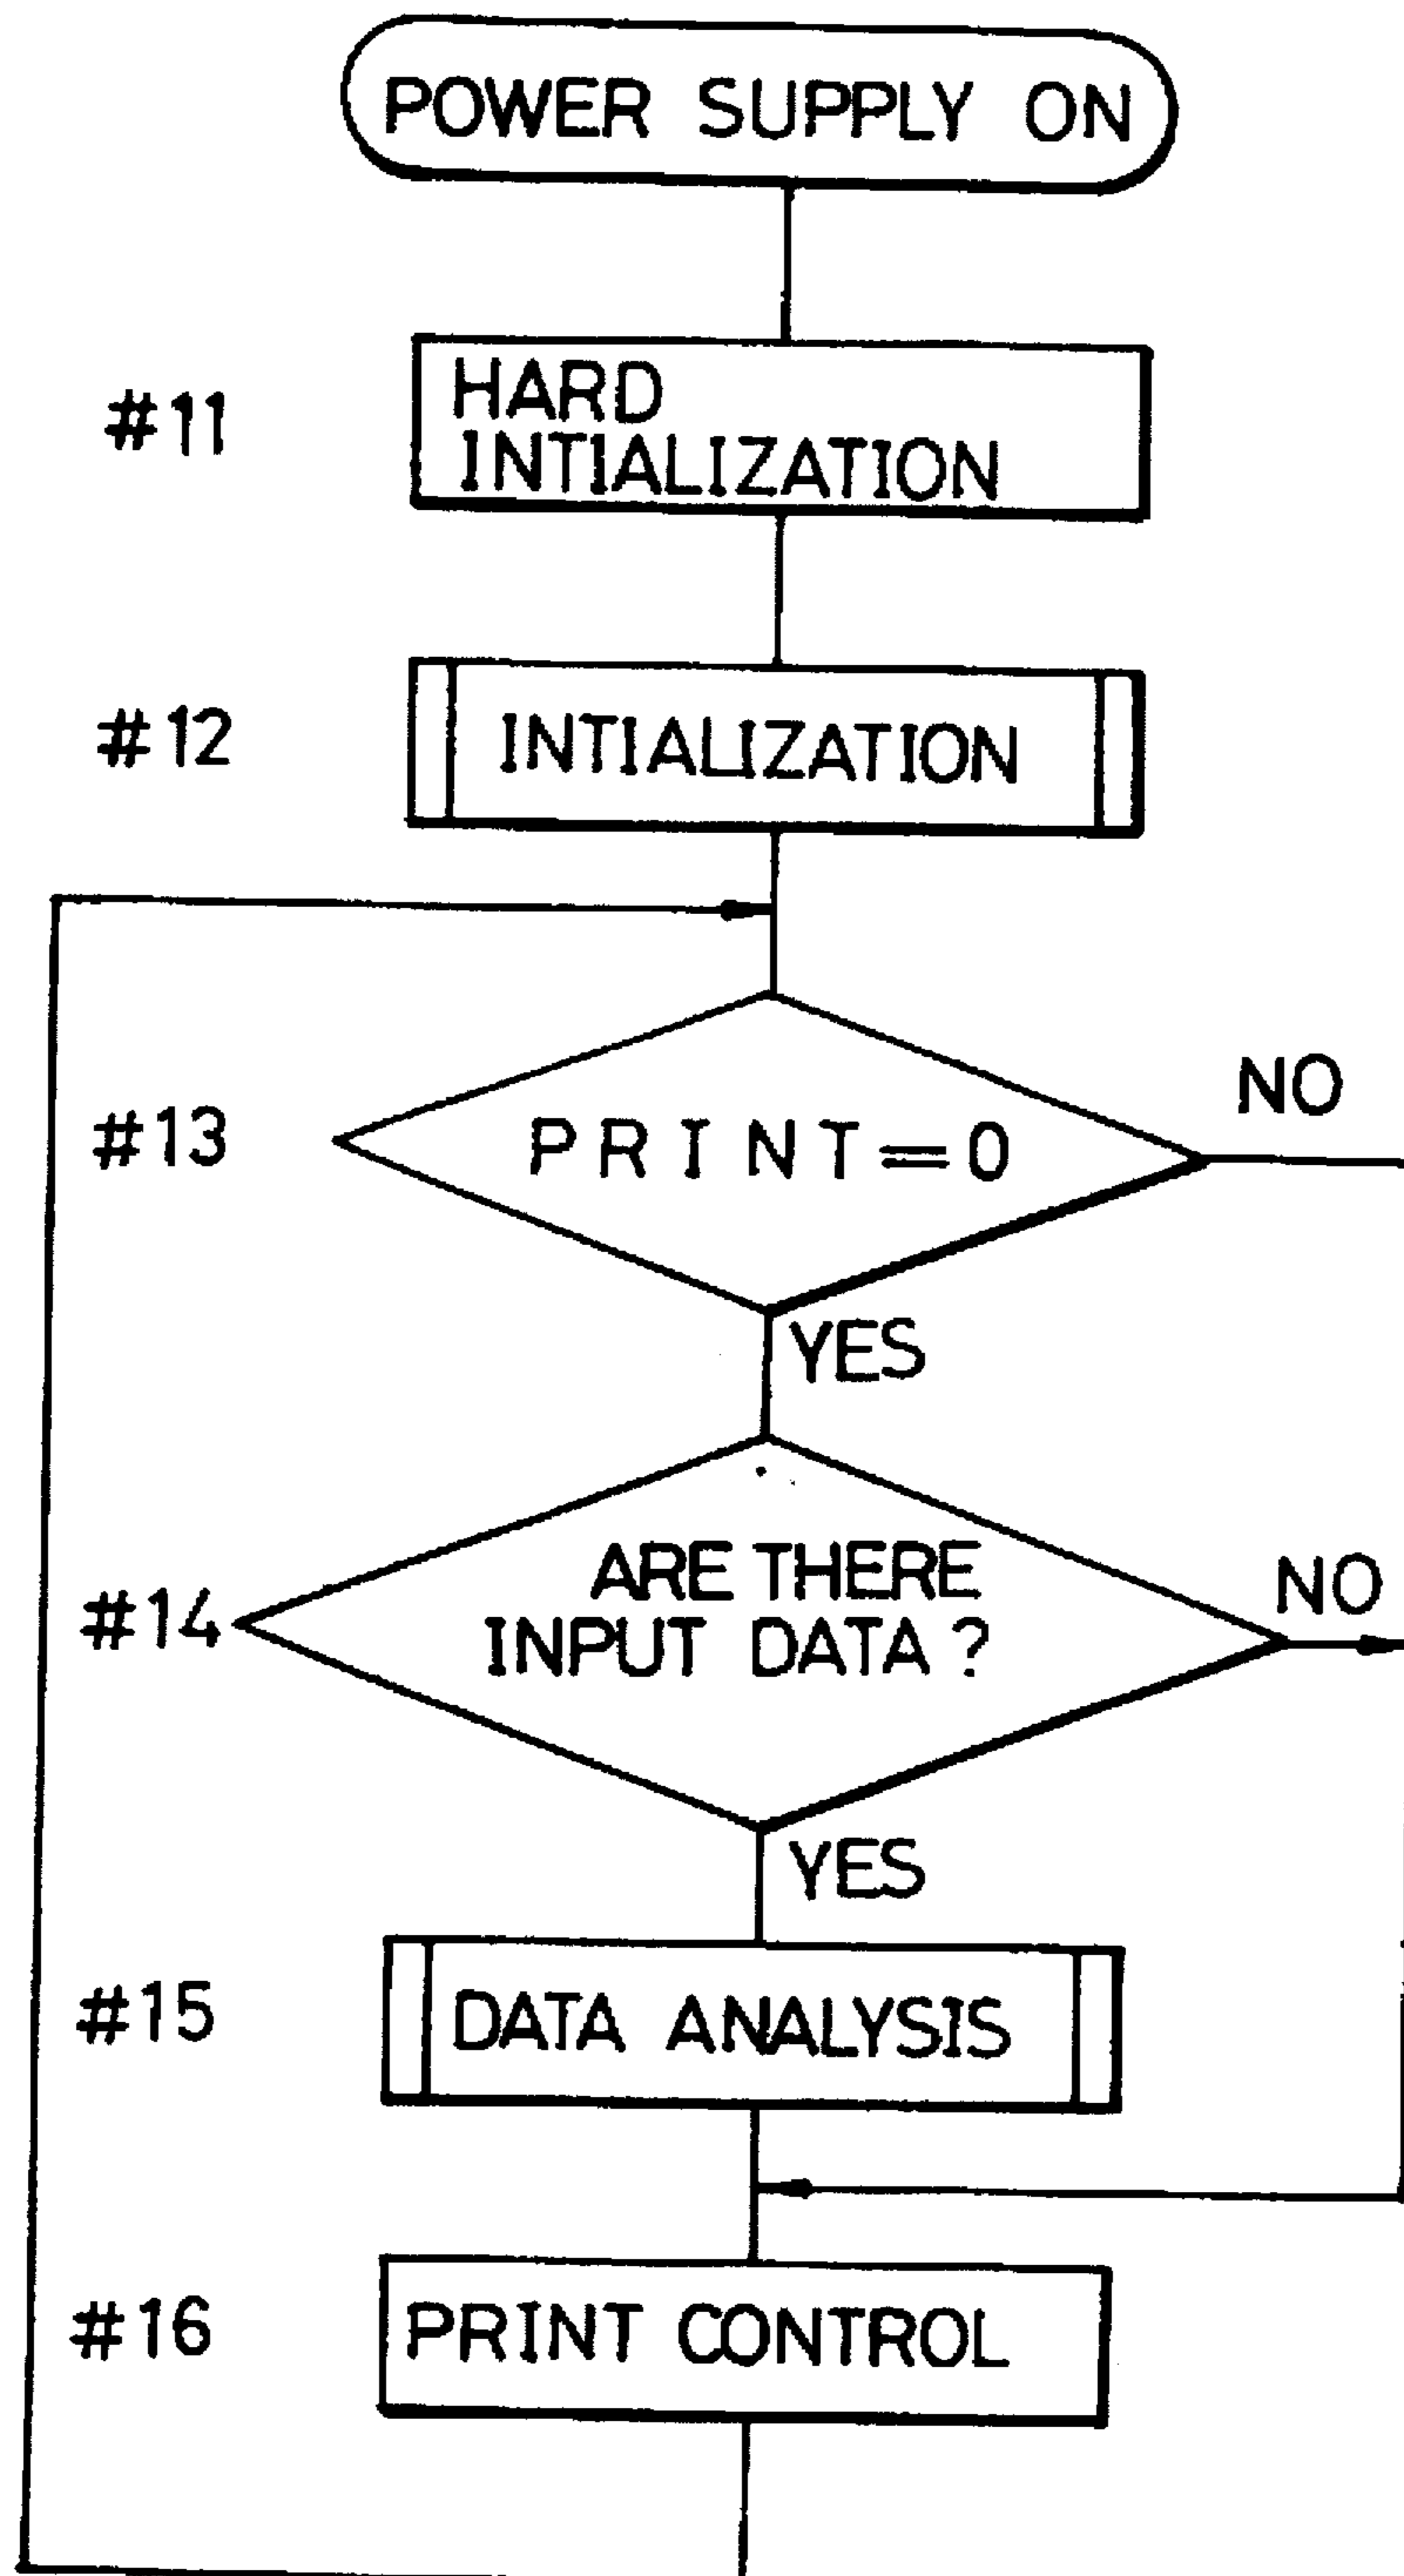 POWER SUPPLY ON
#11
HARD
INTIALIZATION
#12
INTIALIZATION
#13
PRINT=0
NO
YES
#14
ARE THERE
INPUT DATA?
NO
YES
#15
DATA ANALYSIS
#16
PRINT CONTROL